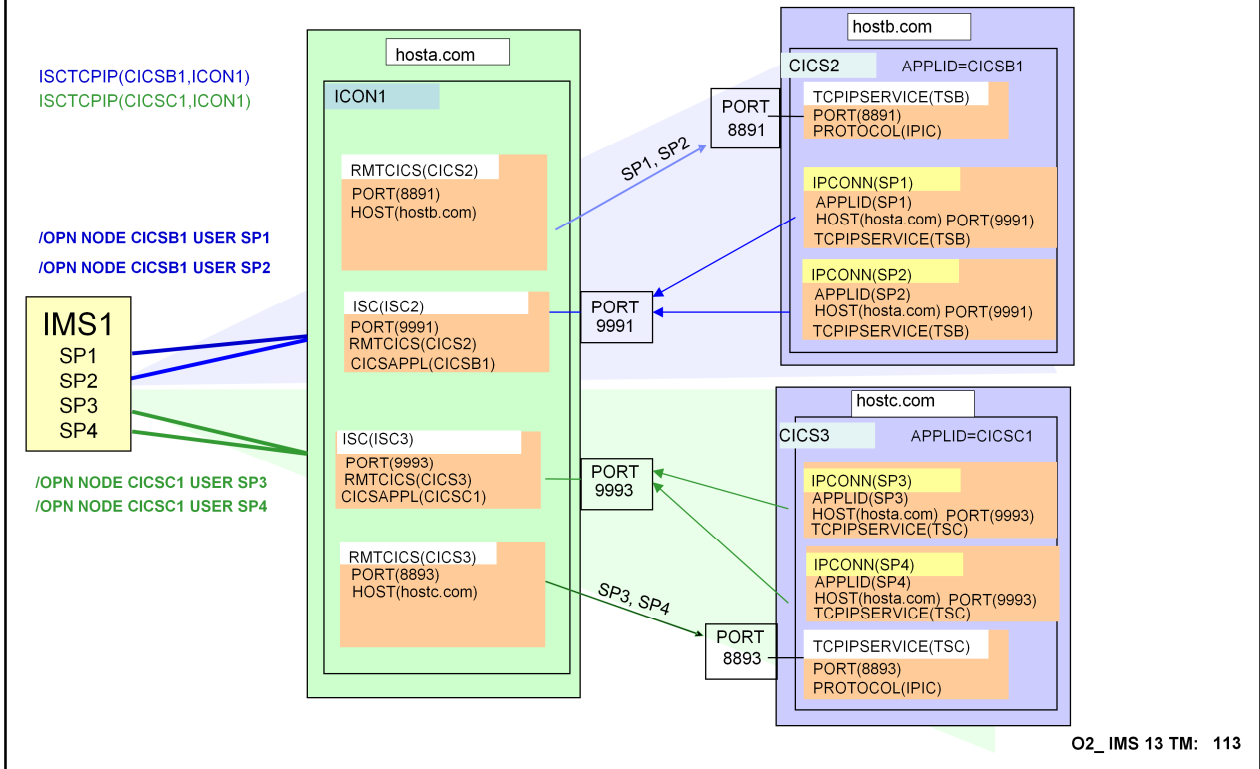 ISCTCPIP(CICSB1,ICON1)
ISCTCPIP(CICSC1,ICON1)
/OPN NODE CICSB1 USER SP1
/OPN NODE CICSB1 USER SP2
IMS1
SP1
SP2
SP3
SP4
/OPN NODE CICSC1 USER SP3
/OPN NODE CICSC1 USER SP4
hosta.com
ICON1
RMTCICS(CICS2)
PORT(8891)
HOST(hostb.com)
ISC(ISC2)
PORT(9991)
RMTCICS(CICS2)
CICSAPPL(CICSB1)
ISC(ISC3)
PORT(9993)
RMTCICS(CICS3)
CICSAPPL(CICSC1)
RMTCICS(CICS3)
PORT(8893)
HOST(hostc.com)
SP1, SP2
PORT
8891
PORT
9991
PORT
9993
SP3, SP4
PORT
8893
hostb.com
CICS2 APPLID=CICSB1
TCPIPSERVICE(TSB)
PORT(8891)
PROTOCOL(IPIC)
IPCONN(SP1)
APPLID(SP1)
HOST(hosta.com) PORT(9991)
TCPIPSERVICE(TSB)
IPCONN(SP2)
APPLID(SP2)
HOST(hosta.com) PORT(9991)
TCPIPSERVICE(TSB)
hostc.com
CICS3 APPLID=CICSC1
IPCONN(SP3)
APPLID(SP3)
HOST(hosta.com) PORT(9993)
TCPIPSERVICE(TSC)
IPCONN(SP4)
APPLID(SP4)
HOST(hosta.com) PORT(9993)
TCPIPSERVICE(TSC)
TCPIPSERVICE(TSC)
PORT(8893)
PROTOCOL(IPIC)
O2_ IMS 13 TM: 113